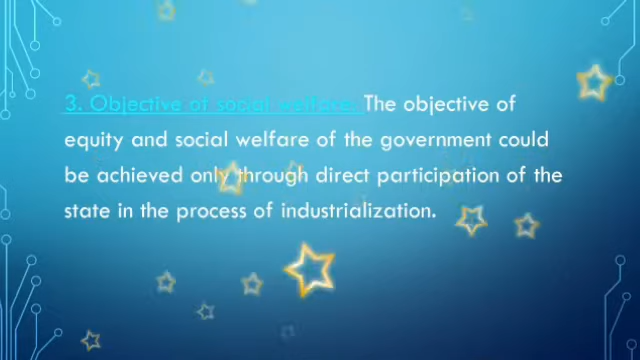 3. Objective of social welfare: The objective of
equity and social welfare of the government could
be achieved only through direct participation of the
state in the process of industrialization.